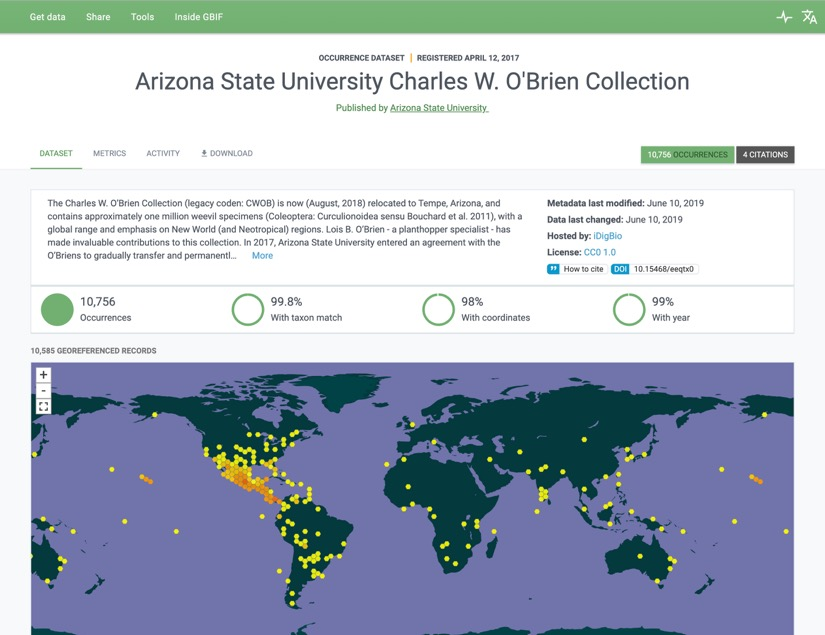 Get data Share Tools Inside GBIF
OCCURRENCE DATASET | REGISTERED APRIL 12, 2017
Arizona State University Charles W. O'Brien Collection
Published by Arizona State University
DATASET METRICS ACTIVITY DOWNLOAD
10,756 OCCURRENCES 4 CITATIONS
The Charles W. O'Brien Collection (legacy coden: CWOB) is now (August, 2018) relocated to Tempe, Arizona, and
contains approximately one million weevil specimens (Coleoptera: Curculionoidea sensu Bouchard et al. 2011), with a
global range and emphasis on New World (and Neotropical) regions. Lois B. O'Brien - a planthopper specialist - has
made invaluable contributions to this collection. In 2017, Arizona State University entered an agreement with the
O'Briens to gradually transfer and permanentl... More
Metadata last modified: June 10, 2019
Data last changed: June 10, 2019
Hosted by: iDigBio
License: CC0 1.0
How to cite DOI 10.15468/eeqtx0
10,756
Occurrences
99.8%
With taxon match
98%
With coordinates
99%
With year
10,585 GEOREFERENCED RECORDS
+
-